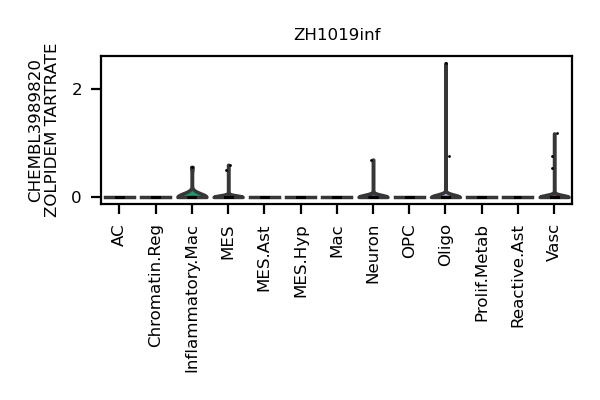 ZH1019inf
CHEMBL3989820
ZOLPIDEM TARTRATE
2
0
AC
Chromatin.Reg
Inflammatory.Mac
MES
MES.Ast
MES.Hyp
Mac
Neuron
OPC
Oligo
Prolif.Metab
Reactive.Ast
Vasc